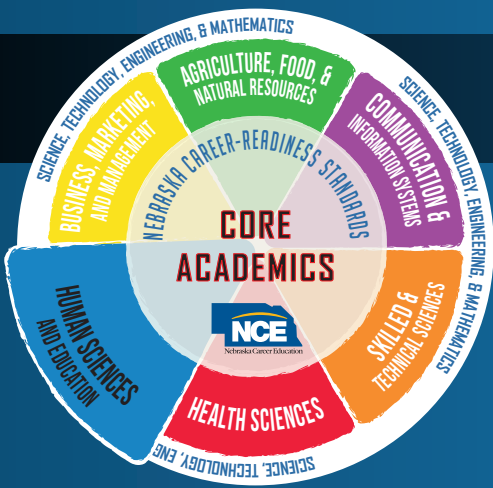 SCIENCE, TECHNOLOGY, ENGINEERING, & MATHEMATICS
AGRICULTURE, FOOD, &
NATURAL RESOURCES
SCIENCE, TECHNOLOGY, ENGINEERING, & MATHEMATICS
COMMUNICATION &
INFORMATION SYSTEMS
BUSINESS, MARKETING,
AND MANAGEMENT
NEBRASKA CAREER-READINESS STANDARDS
CORE
ACADEMICS
NCE
Nebraska Career Education
SKILLED &
TECHNICAL SCIENCES
HUMAN SCIENCES
AND EDUCATION
HEALTH SCIENCES
SCIENCE, TECHNOLOGY, ENG